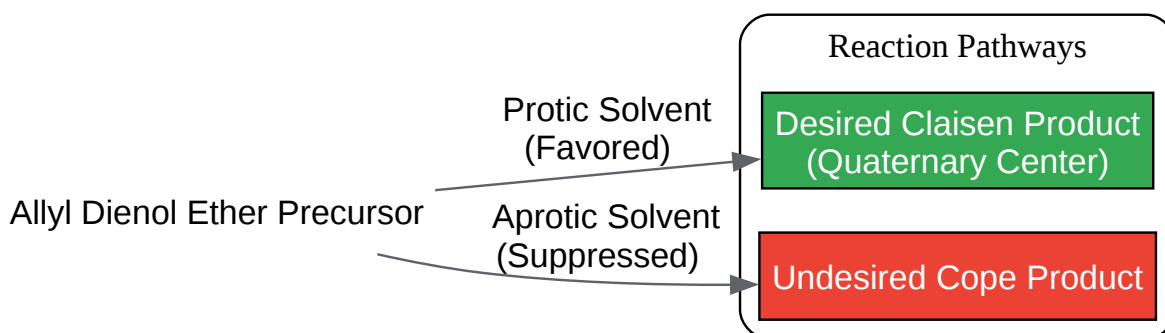 Reaction Pathways
Protic Solvent
(Favored)
Desired Claisen Product
(Quaternary Center)
Allyl Dienol Ether Precursor
Aprotic Solvent
(Suppressed)
Undesired Cope Product